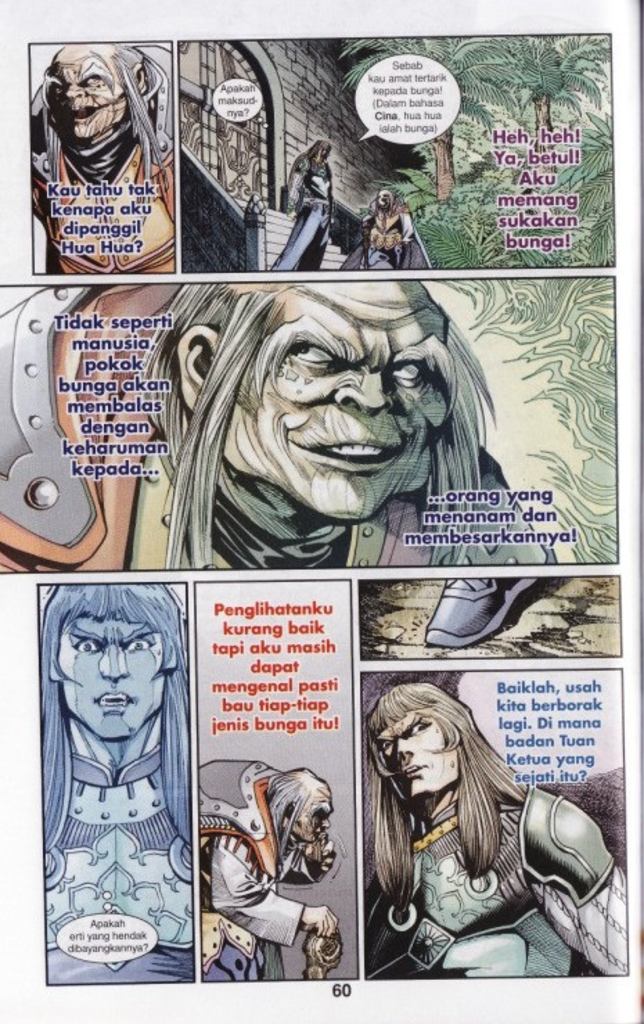 Kau tahu tak
kenapa aku
dipanggil
Hua Hua?
Apakah
maksud-
nya?
Sebab
kau amat tertarik
kepada bunga!
(Dalam bahasa
Cina, hua hua
ialah bunga)
Heh, heh!
Ya, betul!
Aku
memang
sukakan
bunga!
Tidak seperti
manusia,
pokok
bunga akan
membalas
dengan
keharuman
kepada...
...orang yang
menanam dan
membesarkannya!
Apakah
erti yang hendak
dibayangkannya?
Penglihatanku
kurang baik
tapi aku masih
dapat
mengenal pasti
bau tiap-tiap
jenis bunga itu!
Baiklah, usah
kita berborak
lagi. Di mana
badan Tuan
Ketua yang
sejati itu?
60